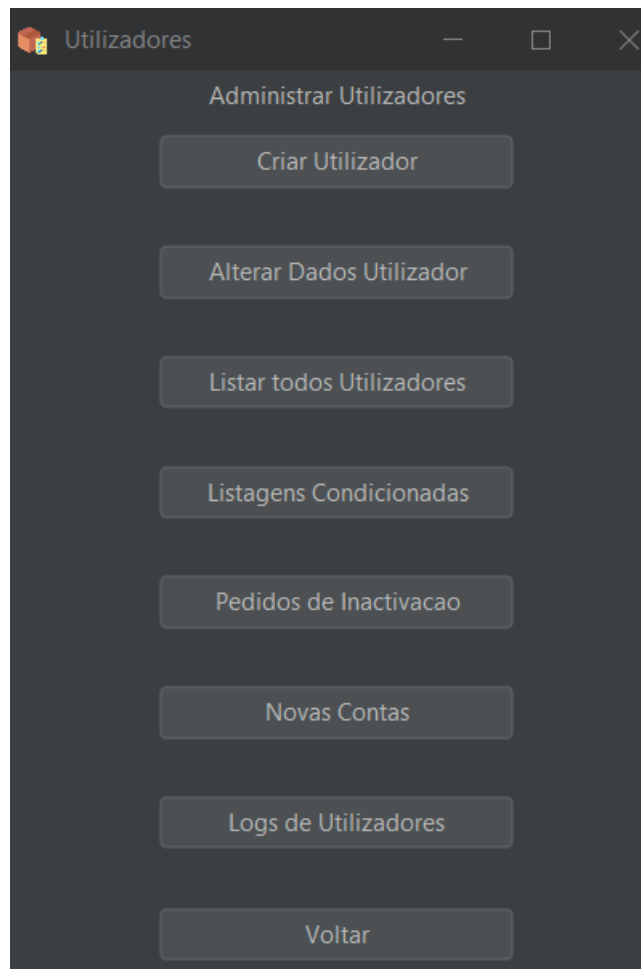 Utilizadores
Administrar Utilizadores
Criar Utilizador
Alterar Dados Utilizador
Listar todos Utilizadores
Listagens Condicionadas
Pedidos de Inactivacao
Novas Contas
Logs de Utilizadores
Voltar